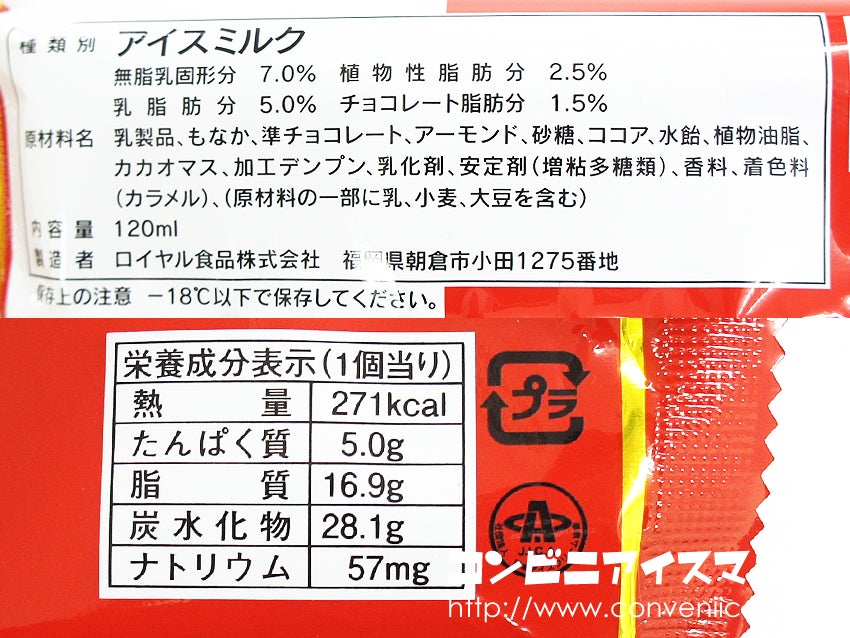 種類別 アイスミルク
無脂乳固形分 7.0% 植物性脂肪分 2.5%
乳脂肪分 5.0% チョコレート脂肪分 1.5%
原材料名 乳製品、もなか、準チョコレート、アーモンド、砂糖、ココア、水飴、植物油脂、
カカオマス、加工デンプン、乳化剤、安定剤(増粘多糖類)、香料、着色料
(カラメル)、(原材料の一部に乳、小麦、大豆を含む)
内容量 120ml
製造者 ロイヤル食品株式会社 福岡県朝倉市小田1275番地
保存上の注意 −18℃以下で保存してください。
栄養成分表示(1個当り)
熱量 271kcal
たんぱく質 5.0g
脂質 16.9g
炭水化物 28.1g
ナトリウム 57mg
プラ
コンビニアイスマ
http://www.conveniic